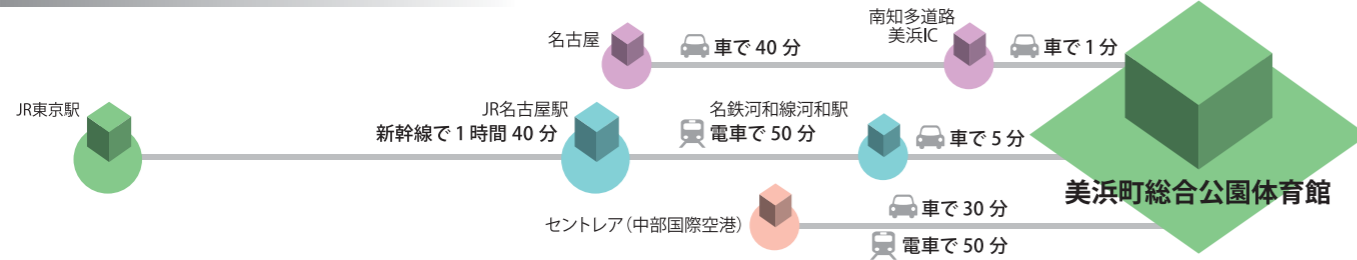 名古屋
車で 40 分
南知多道路
美浜IC
車で 1 分
JR東京駅
新幹線で 1 時間 40 分
JR名古屋駅
電車で 50 分
名鉄河和線河和駅
車で 5 分
美浜町総合公園体育館
セントレア（中部国際空港）
車で 30 分
電車で 50 分